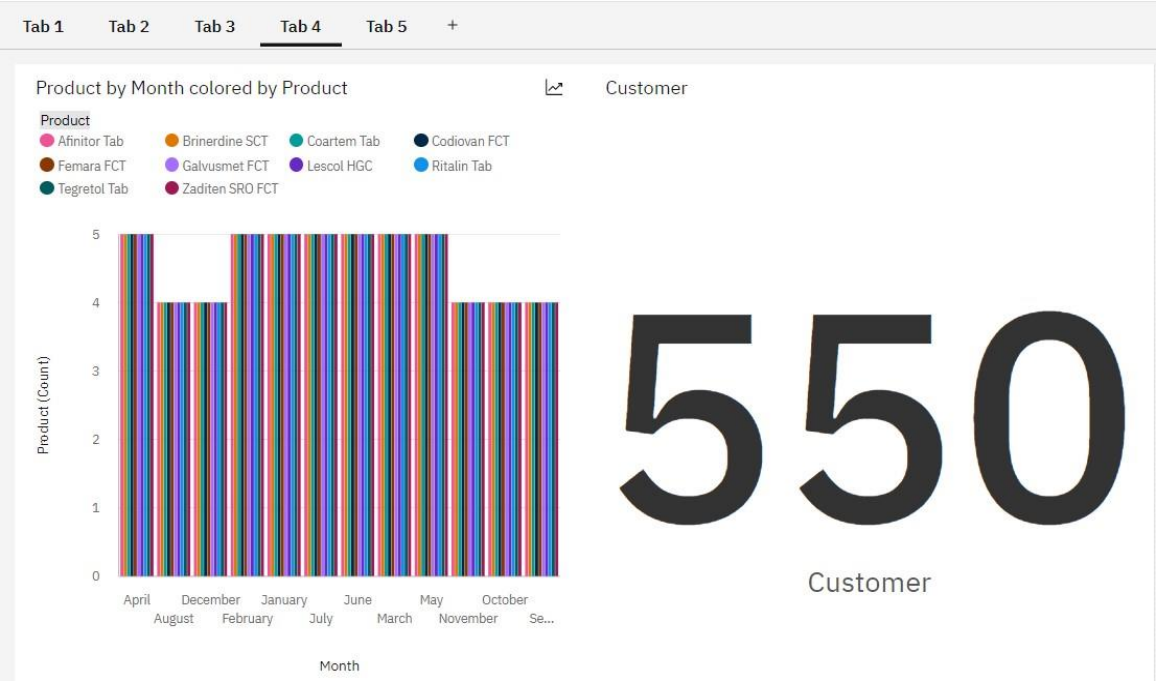 Tab 1 Tab 2 Tab 3 Tab 4 Tab 5 +
Product by Month colored by Product
Product
Afinitor Tab Brinerdine SCT Coartem Tab Codiovan FCT
Femara FCT Galvusmet FCT Lescol HGC Ritalin Tab
Tegretol Tab Zaditen SRO FCT
5
4
3
2
1
0
Product (Count)
April December January June May October
August February July March November Se...
Month
Customer
550
Customer